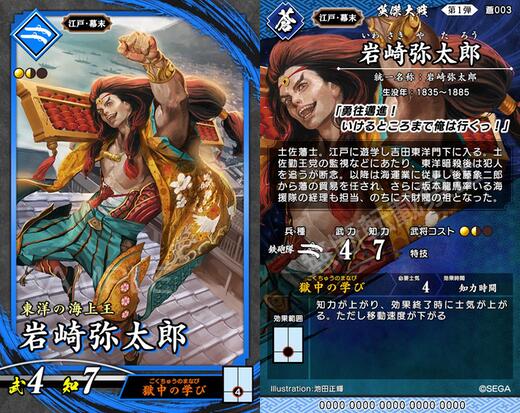 江戸・幕末
東洋の海上王
岩崎弥太郎
武4 知7
ごくちゅうのまなび
獄中の学び
4
蒼
江戸・幕末
英傑大戦
第1弾
蒼003
いわさき や た ろう
岩崎弥太郎
統一名称:岩崎弥太郎
生没年:1835~1885
「勇往邁進!
いけるところまで俺は行くっ!」
土佐藩士。江戸に遊学し吉田東洋門下に入る。土
佐勤王党の監視などにあたり、東洋暗殺後は犯人
を追うが断念。以降は海運業に従事し後藤象二郎
から藩の貿易を任され、さらに坂本龍馬率いる海
援隊の経理も担当、のちに大財閥の祖となった。
兵種 武力 知力 武将コスト
鉄砲隊 4 7 特技
ごくちゅうのまなび 必要士気 効果時間
獄中の学び 4 知力時間
効果範囲
知力が上がり、効果終了時に士気が上が
る。ただし移動速度が下がる
Illustration:池田正輝
©SEGA
0000 0000 0000 0000 0000